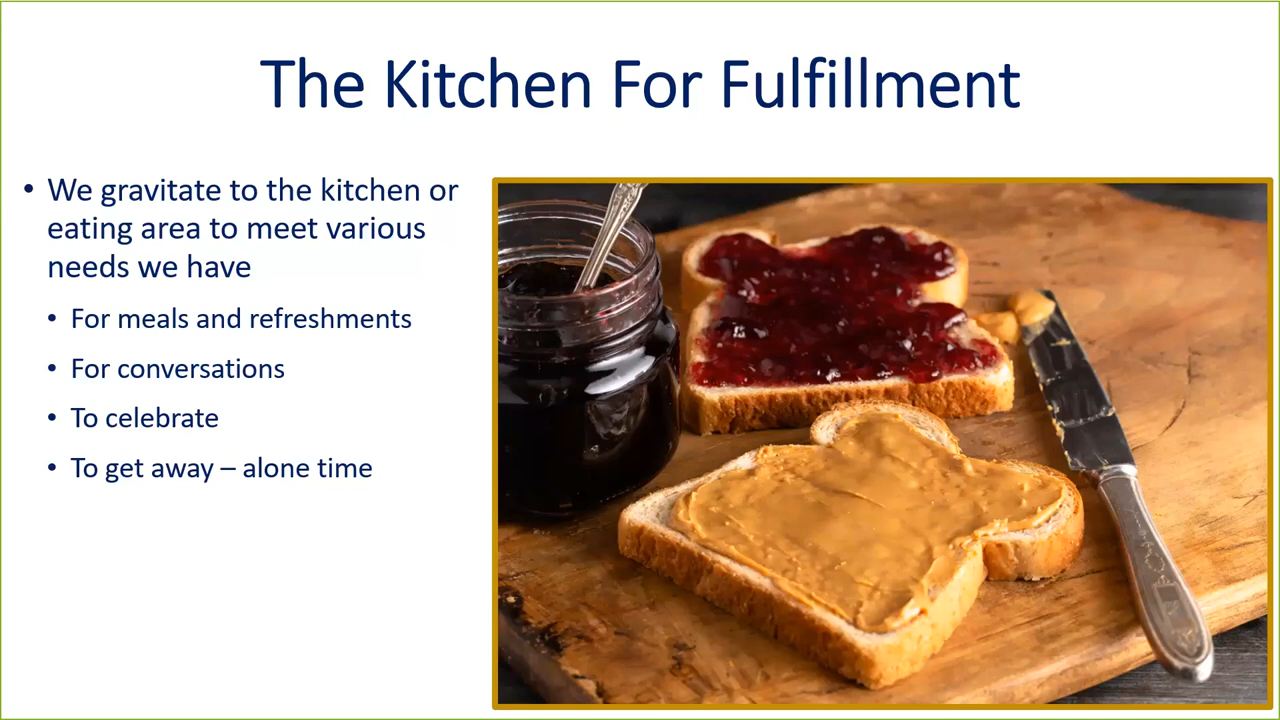 The Kitchen For Fulfillment
• We gravitate to the kitchen or
eating area to meet various
needs we have
• For meals and refreshments
• For conversations
• To celebrate
• To get away – alone time